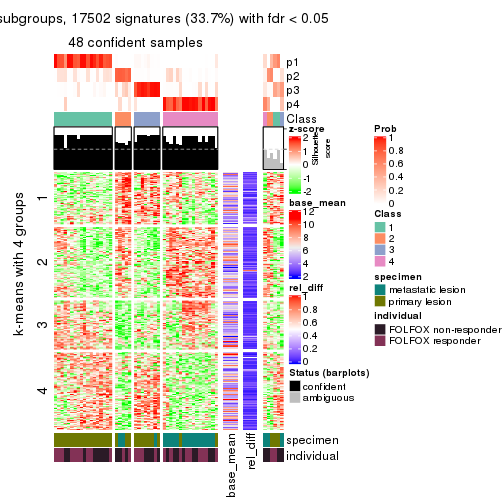 subgroups, 17502 signatures (33.7%) with fdr < 0.05
48 confident samples
p1
p2
p3
p4
Class
Silhouette
score
k-means with 4 groups
1
2
3
4
specimen
individual
base_mean
rel_diff
z-score
2
1
0
-1
-2
base_mean
12
10
8
6
4
2
rel_diff
1
0.8
0.6
0.4
0.2
0
Status (barplots)
confident
ambiguous
Prob
1
0.8
0.6
0.4
0.2
0
Class
1
2
3
4
specimen
metastatic lesion
primary lesion
individual
FOLFOX non-responder
FOLFOX responder